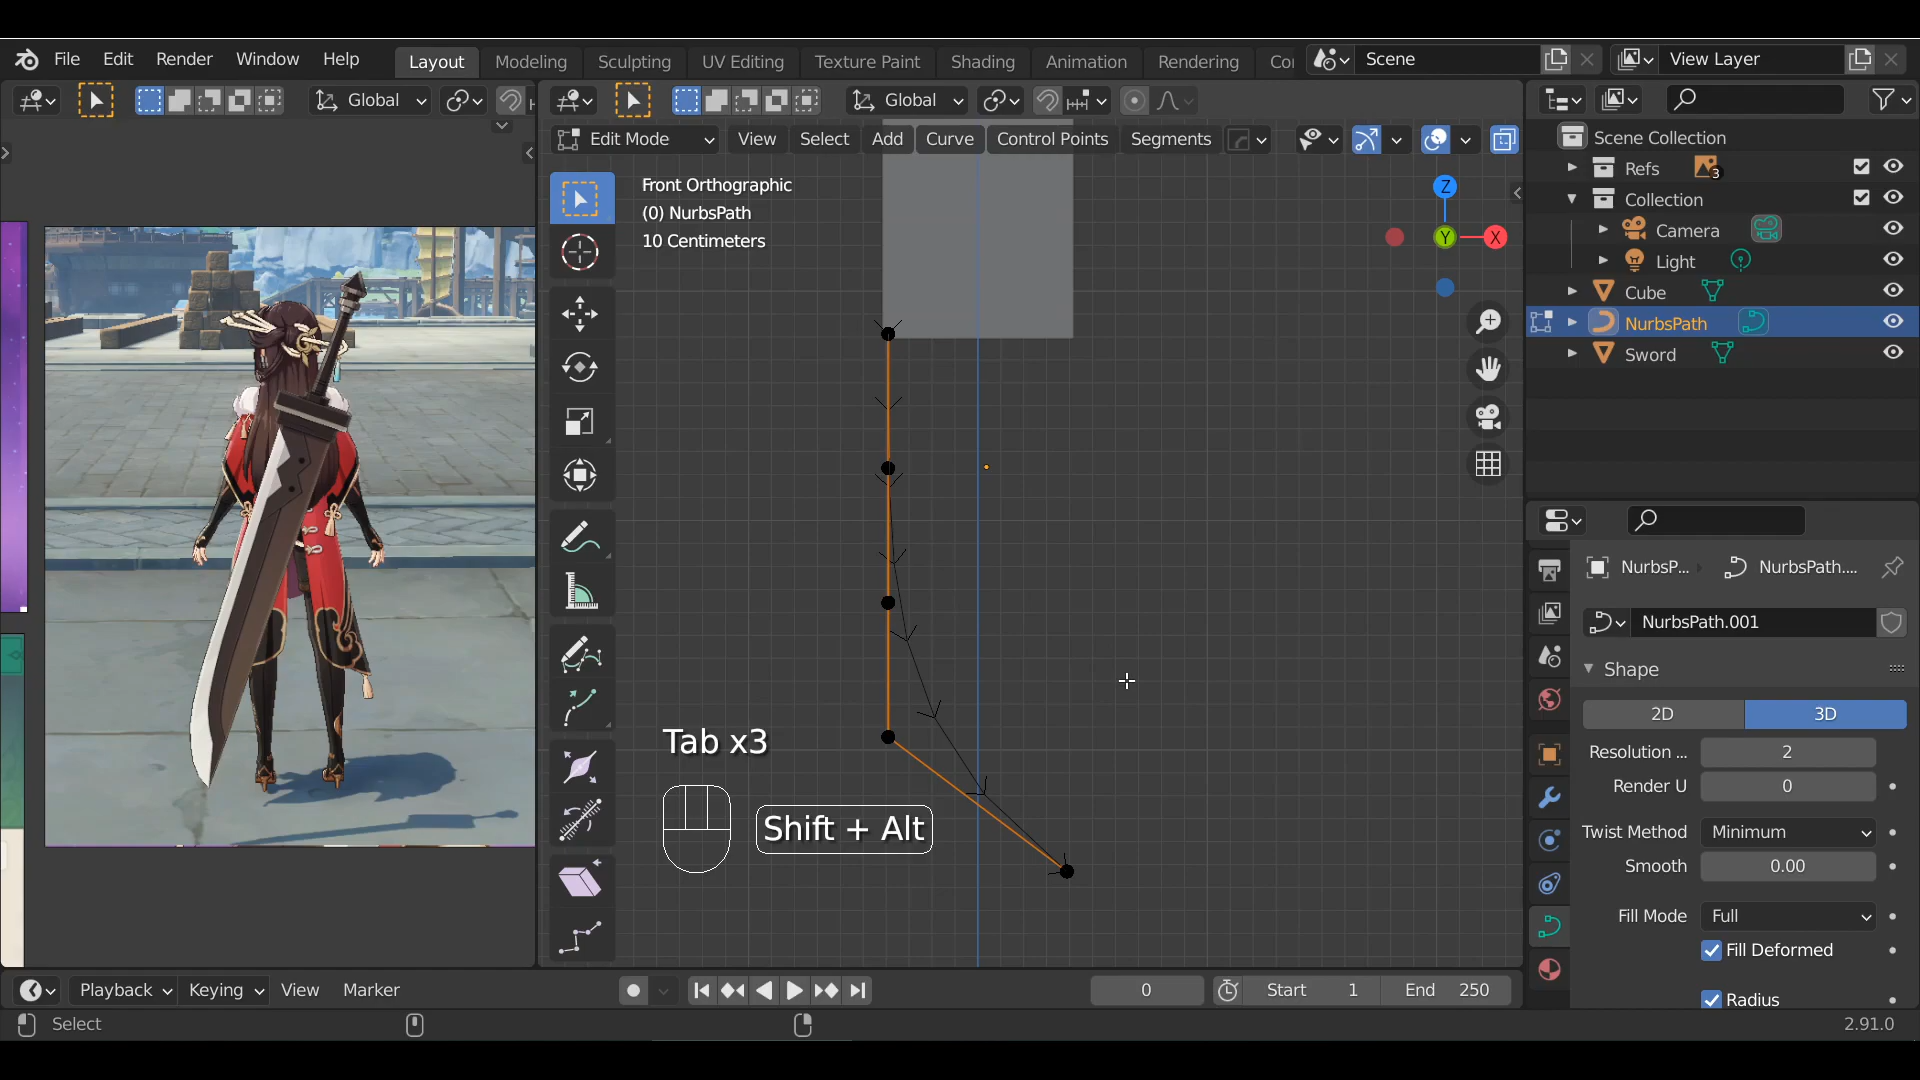 File Edit Render Window Help Layout Modeling Sculpting UV Editing Texture Paint Shading Animation Rendering Scene View Layer
Global Global
Edit Mode View Select Add Curve Control Points Segments
Front Orthographic
(0) NurbsPath
10 Centimeters
Z
Y
X
Tab x3
Shift + Alt
Scene Collection
Refs 3
Collection
Camera
Light
Cube
NurbsPath
Sword
NurbsP... NurbsPath....
NurbsPath.001
Shape
2D 3D
Resolution ... 2
Render U 0
Twist Method Minimum
Smooth 0.00
Fill Mode Full
Fill Deformed
Radius
Playback Keying View Marker 0 Start 1 End 250
Select 2.91.0